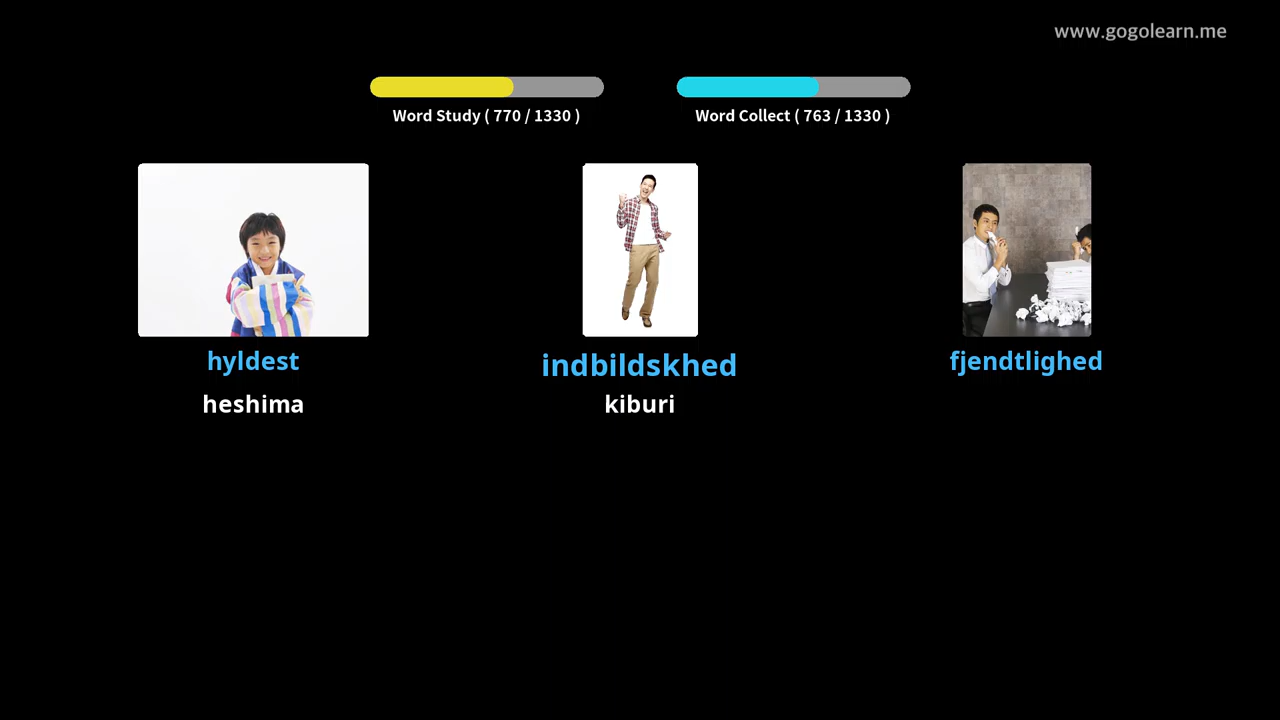 www.gogolearn.me
Word Study ( 770 / 1330 )
Word Collect ( 763 / 1330 )
hyldest
indbildskhed
fjendtlighed
heshima
kiburi